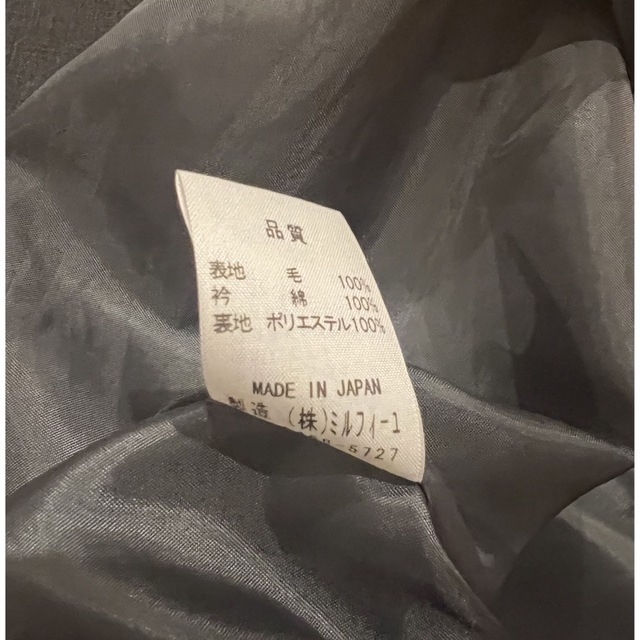 品質
表地 毛 100%
衿 綿 100%
裏地 ポリエステル100%
MADE IN JAPAN
製造 (株)ミルフィーユ
-5727